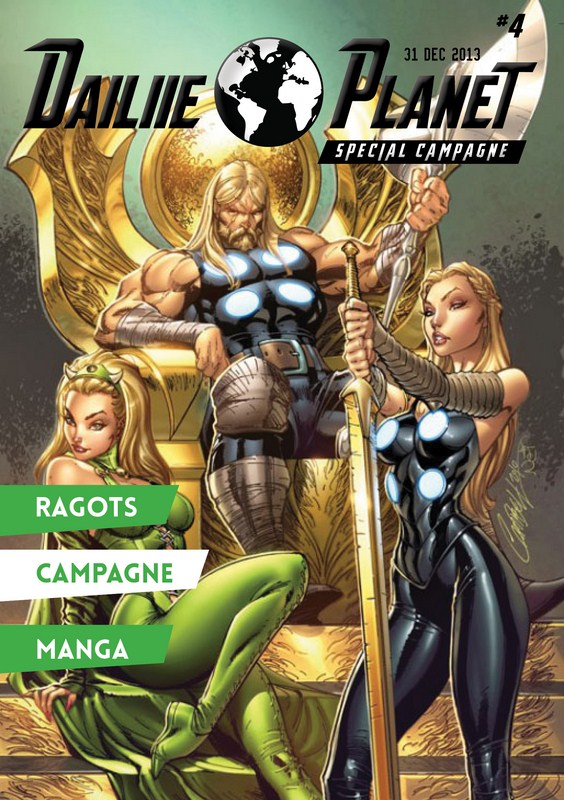 #4
31 DEC 2013
DAILIIE PLANET
SPECIAL CAMPAGNE
RAGOTS
CAMPAGNE
MANGA